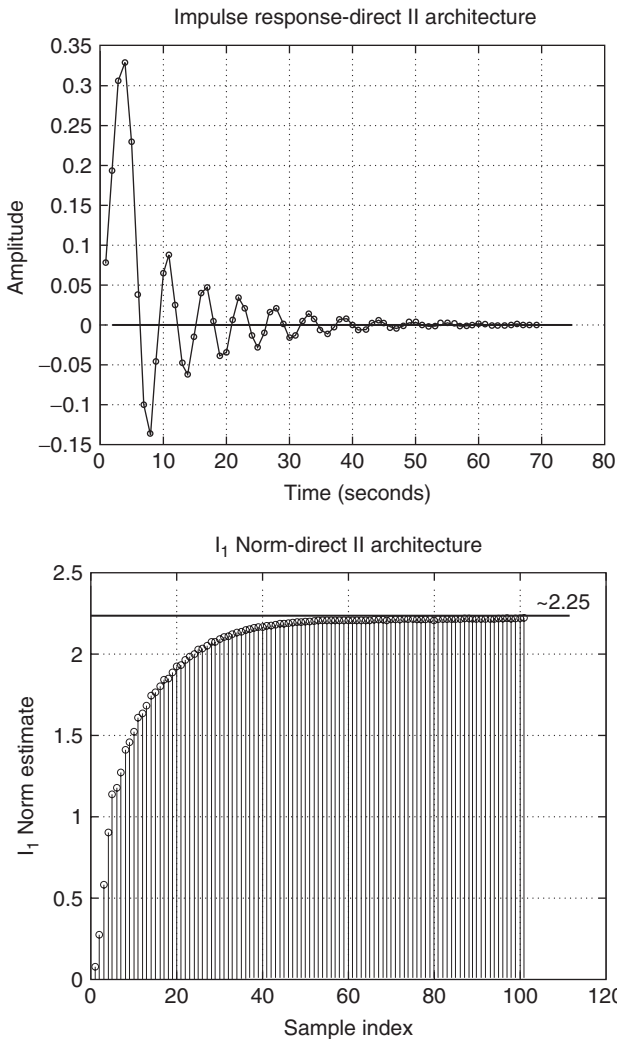 Impulse response-direct II architecture
0.35
0.3
0.25
0.2
0.15
0.1
0.05
0
−0.05
−0.1
−0.15
Amplitude
0 10 20 30 40 50 60 70 80
Time (seconds)
I1 Norm-direct II architecture
2.5
2
1.5
1
0.5
0
~2.25
I1 Norm estimate
0 20 40 60 80 100 120
Sample index